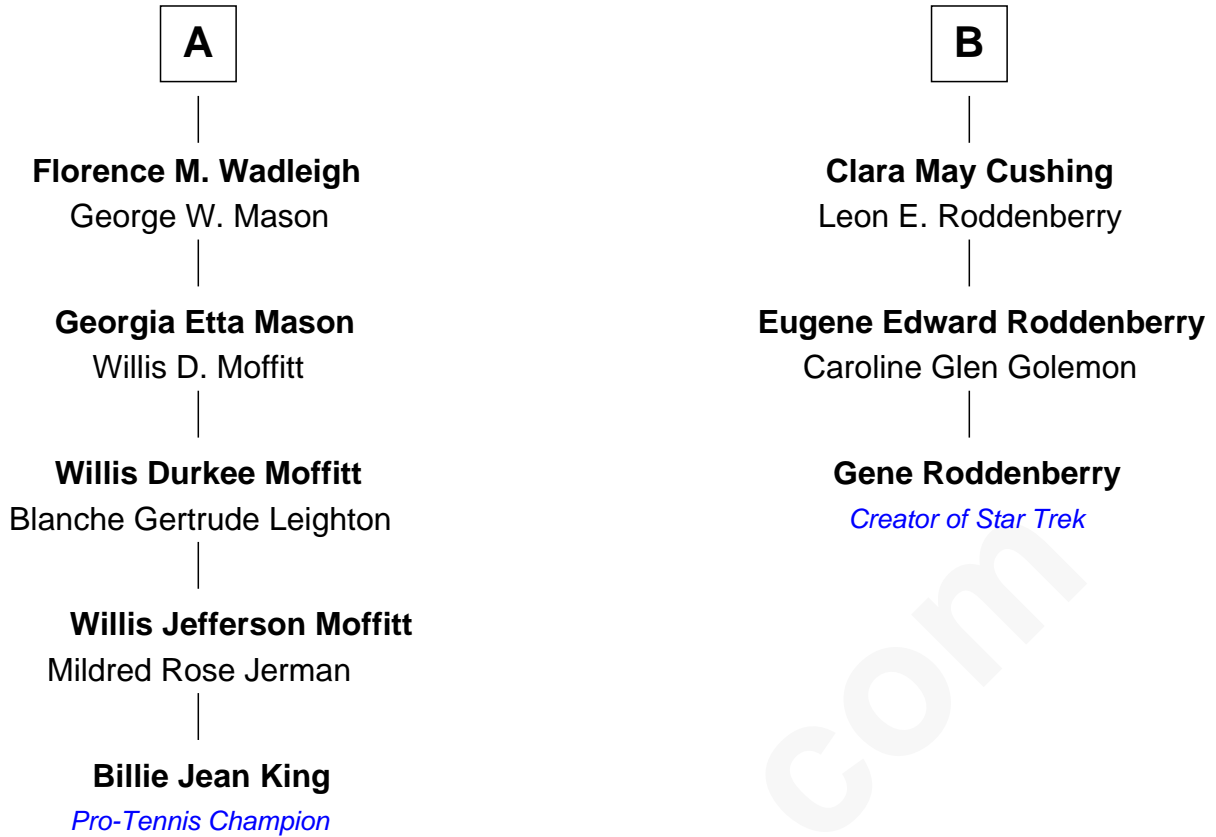 A
Florence M. Wadleigh
George W. Mason
Georgia Etta Mason
Willis D. Moffitt
Willis Durkee Moffitt
Blanche Gertrude Leighton
Willis Jefferson Moffitt
Mildred Rose Jerman
Billie Jean King
Pro-Tennis Champion
B
Clara May Cushing
Leon E. Roddenberry
Eugene Edward Roddenberry
Caroline Glen Golemon
Gene Roddenberry
Creator of Star Trek
com